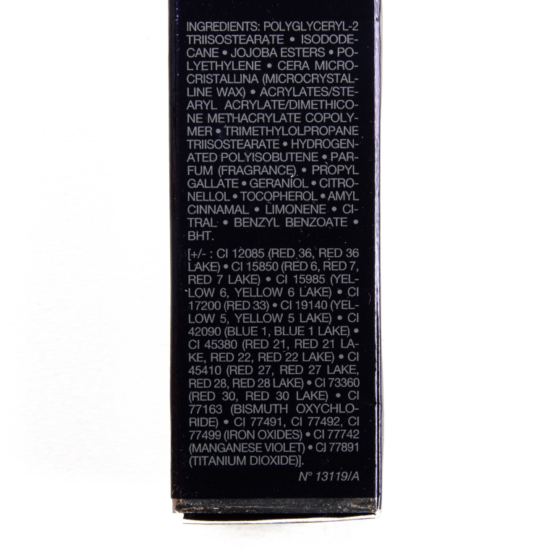 INGREDIENTS: POLYGLYCERYL-2
TRIISOSTEARATE • ISODODE-
CANE • JOJOBA ESTERS • PO-
LYETHYLENE • CERA MICRO-
CRISTALLINA (MICROCRYSTAL-
LINE WAX) • ACRYLATES/STE-
ARYL ACRYLATE/DIMETHICO-
NE METHACRYLATE COPOLY-
MER • TRIMETHYLOLPROPANE
TRIISOSTEARATE • HYDROGEN-
ATED POLYISOBUTENE • PAR-
FUM (FRAGRANCE) • PROPYL
GALLATE • GERANIOL • CITRO-
NELLOL • TOCOPHEROL • AMYL
CINNAMAL • LIMONENE • CI-
TRAL • BENZYL BENZOATE •
BHT.
[+/- : CI 12085 (RED 36, RED 36
LAKE) • CI 15850 (RED 6, RED 7,
RED 7 LAKE) • CI 15985 (YEL-
LOW 6, YELLOW 6 LAKE) • CI
17200 (RED 33) • CI 19140 (YEL-
LOW 5, YELLOW 5 LAKE) • CI
42090 (BLUE 1, BLUE 1 LAKE) •
CI 45380 (RED 21, RED 21 LA-
KE, RED 22, RED 22 LAKE) • CI
45410 (RED 27, RED 27 LAKE,
RED 28, RED 28 LAKE) • CI 73360
(RED 30, RED 30 LAKE) • CI
77163 (BISMUTH OXYCHLO-
RIDE) • CI 77491, CI 77492, CI
77499 (IRON OXIDES) • CI 77742
(MANGANESE VIOLET) • CI 77891
(TITANIUM DIOXIDE)].
N° 13119/A